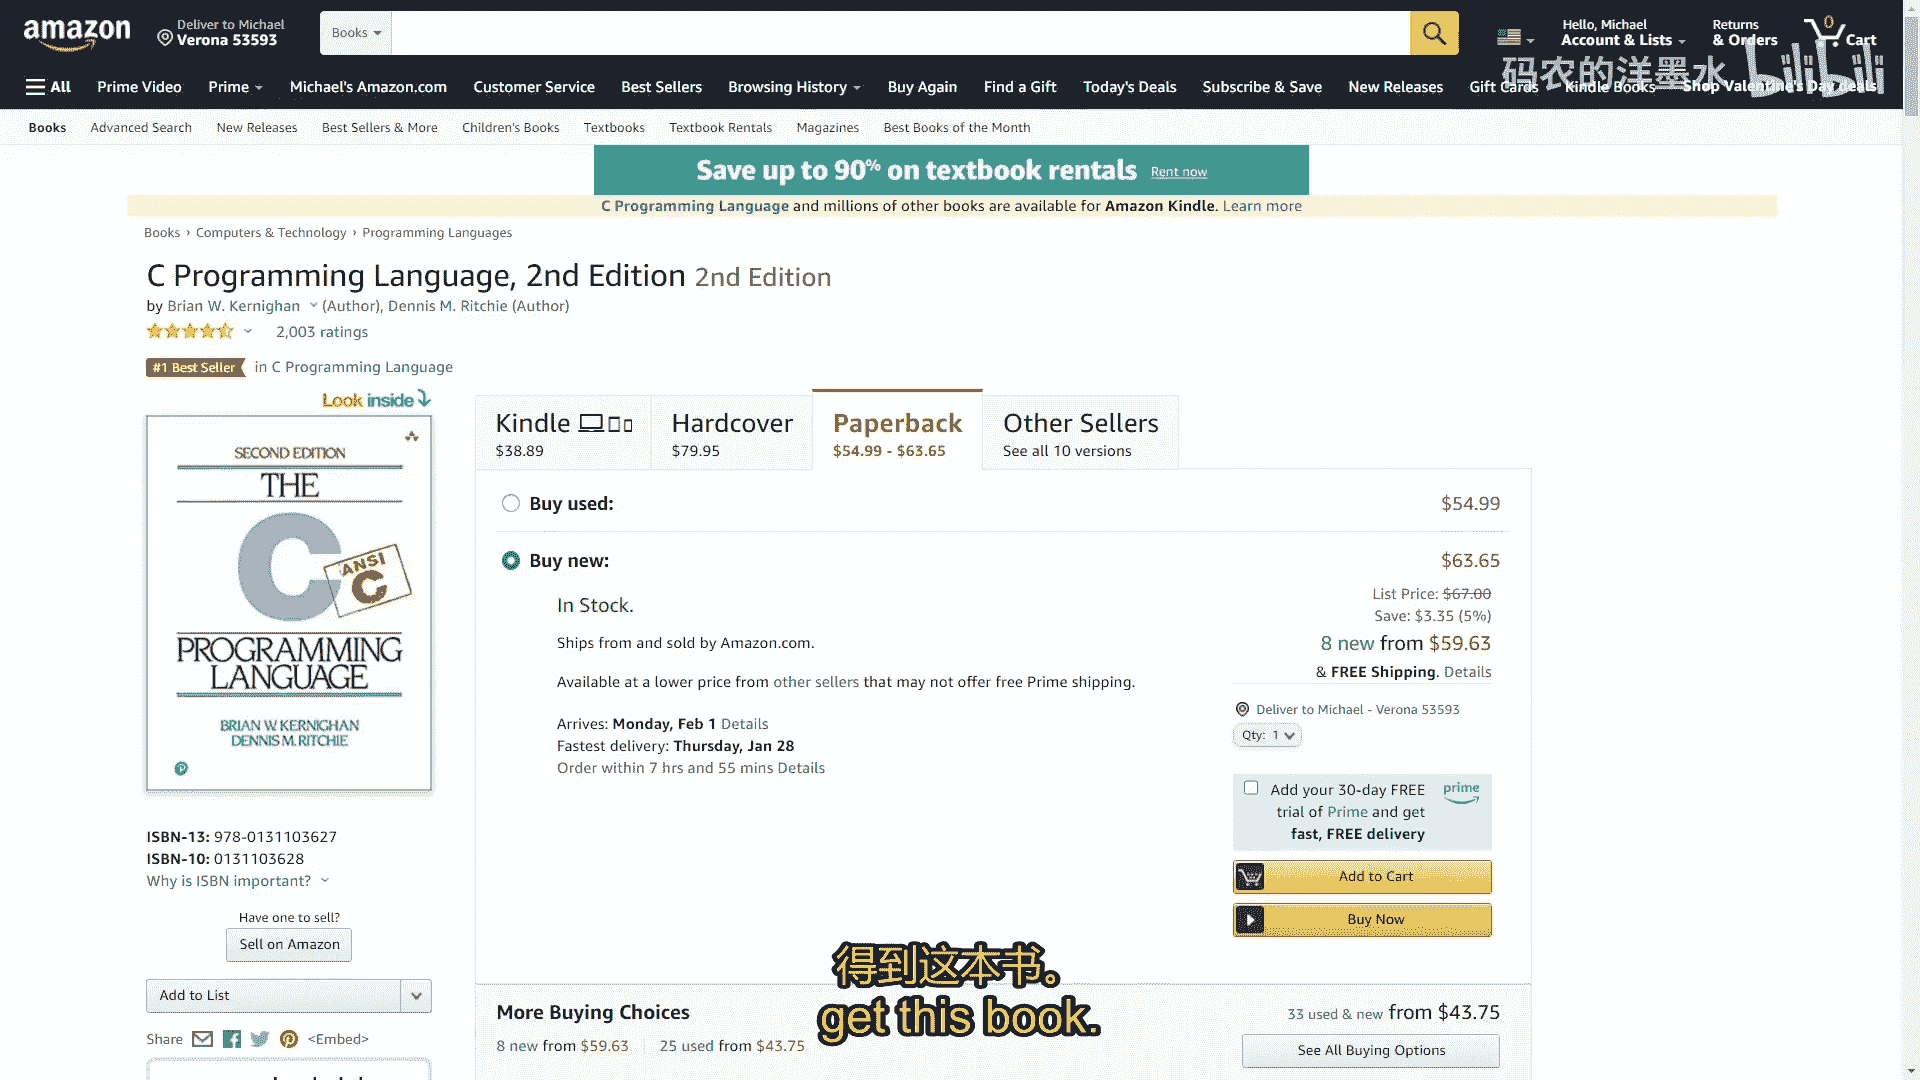 amazon
Deliver to Michael
Verona 53593
Books
Hello, Michael
Account & Lists
Returns
& Orders
0
Cart
码农的洋墨水
bilibili
All
Prime Video
Prime
Michael's Amazon.com
Customer Service
Best Sellers
Browsing History
Buy Again
Find a Gift
Today's Deals
Subscribe & Save
New Releases
Gift Cards
Kindle Books
Shop Valentine's Day deals
Books
Advanced Search
New Releases
Best Sellers & More
Children's Books
Textbooks
Textbook Rentals
Magazines
Best Books of the Month
Save up to 90% on textbook rentals Rent now
C Programming Language and millions of other books are available for Amazon Kindle. Learn more
Books › Computers & Technology › Programming Languages
C Programming Language, 2nd Edition 2nd Edition
by Brian W. Kernighan (Author), Dennis M. Ritchie (Author)
2,003 ratings
#1 Best Seller in C Programming Language
Look inside
SECOND EDITION
THE
C
ANSI
C
PROGRAMMING
LANGUAGE
BRIAN W. KERNIGHAN
DENNIS M. RITCHIE
P
ISBN-13: 978-0131103627
ISBN-10: 0131103628
Why is ISBN important?
Have one to sell?
Sell on Amazon
Add to List
Share
<Embed>
Kindle
$38.89
Hardcover
$79.95
Paperback
$54.99 - $63.65
Other Sellers
See all 10 versions
Buy used:
$54.99
Buy new:
$63.65
In Stock.
Ships from and sold by Amazon.com.
Available at a lower price from other sellers that may not offer free Prime shipping.
Arrives: Monday, Feb 1 Details
Fastest delivery: Thursday, Jan 28
Order within 7 hrs and 55 mins Details
List Price: $67.00
Save: $3.35 (5%)
8 new from $59.63
& FREE Shipping. Details
Deliver to Michael - Verona 53593
Qty: 1
Add your 30-day FREE
trial of Prime and get
fast, FREE delivery
prime
Add to Cart
Buy Now
More Buying Choices
8 new from $59.63
25 used from $43.75
33 used & new from $43.75
See All Buying Options
得到这本书。
get this book.